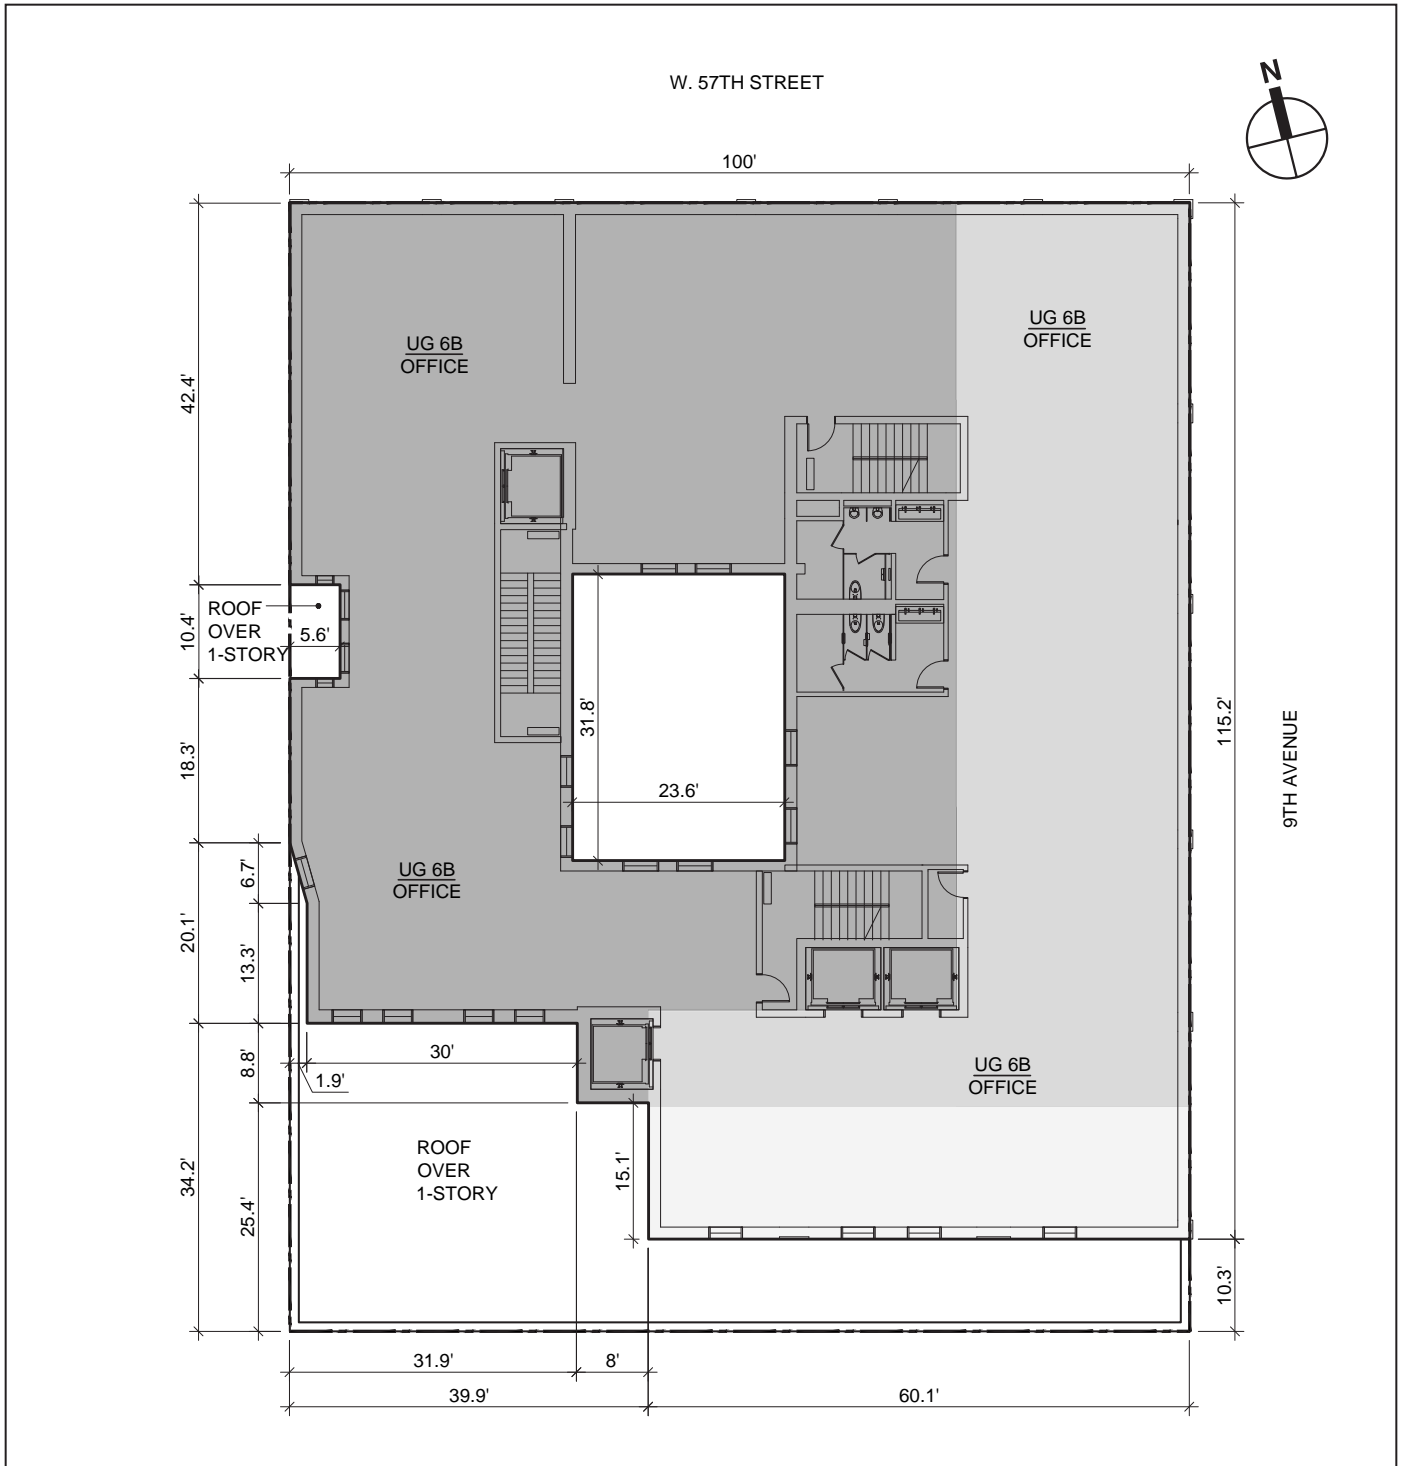 W. 57TH STREET
N
100'
UG 6B
OFFICE
UG 6B
OFFICE
42.4'
ROOF
OVER
1-STORY
5.6'
10.4'
31.8'
23.6'
18.3'
115.2'
9TH AVENUE
UG 6B
OFFICE
6.7'
20.1'
13.3'
30'
8.8'
1.9'
UG 6B
OFFICE
ROOF
OVER
1-STORY
15.1'
34.2'
25.4'
10.3'
31.9'
8'
39.9'
60.1'